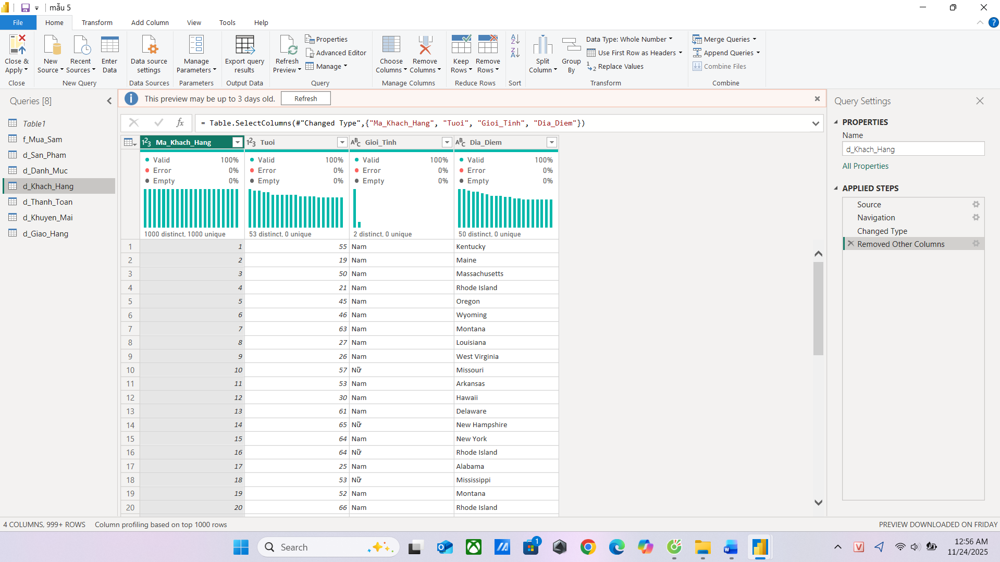 mẫu 5
File Home Transform Add Column View Tools Help
Close & Apply
New Source
Recent Sources
Enter Data
Data source settings
Manage Parameters
Export query results
Refresh Preview
Properties
Advanced Editor
Manage
Choose Columns
Remove Columns
Keep Rows
Remove Rows
Split Column
Group By
Data Type: Whole Number
Use First Row as Headers
Replace Values
Merge Queries
Append Queries
Combine Files
Close New Query Data Sources Parameters Output Data Query Manage Columns Reduce Rows Sort Transform Combine
Queries [8]
Table1
f_Mua_Sam
d_San_Pham
d_Danh_Muc
d_Khach_Hang
d_Thanh_Toan
d_Khuyen_Mai
d_Giao_Hang
This preview may be up to 3 days old. Refresh
fx = Table.SelectColumns(#"Changed Type",{"Ma_Khach_Hang", "Tuoi", "Gioi_Tinh", "Dia_Diem"})
123 Ma_Khach_Hang 123 Tuoi ABC Gioi_Tinh ABC Dia_Diem
Valid 100% Valid 100% Valid 100% Valid 100%
Error 0% Error 0% Error 0% Error 0%
Empty 0% Empty 0% Empty 0% Empty 0%
1000 distinct, 1000 unique 53 distinct, 0 unique 2 distinct, 0 unique 50 distinct, 0 unique
1 1 55 Nam Kentucky
2 2 19 Nam Maine
3 3 50 Nam Massachusetts
4 4 21 Nam Rhode Island
5 5 45 Nam Oregon
6 6 46 Nam Wyoming
7 7 63 Nam Montana
8 8 27 Nam Louisiana
9 9 26 Nam West Virginia
10 10 57 Nữ Missouri
11 11 53 Nam Arkansas
12 12 30 Nam Hawaii
13 13 61 Nam Delaware
14 14 65 Nữ New Hampshire
15 15 64 Nam New York
16 16 64 Nữ Rhode Island
17 17 25 Nam Alabama
18 18 53 Nữ Mississippi
19 19 52 Nam Montana
20 20 66 Nam Rhode Island
Query Settings
PROPERTIES
Name
d_Khach_Hang
All Properties
APPLIED STEPS
Source
Navigation
Changed Type
Removed Other Columns
4 COLUMNS, 999+ ROWS Column profiling based on top 1000 rows PREVIEW DOWNLOADED ON FRIDAY
Search
1
12:56 AM
11/24/2025